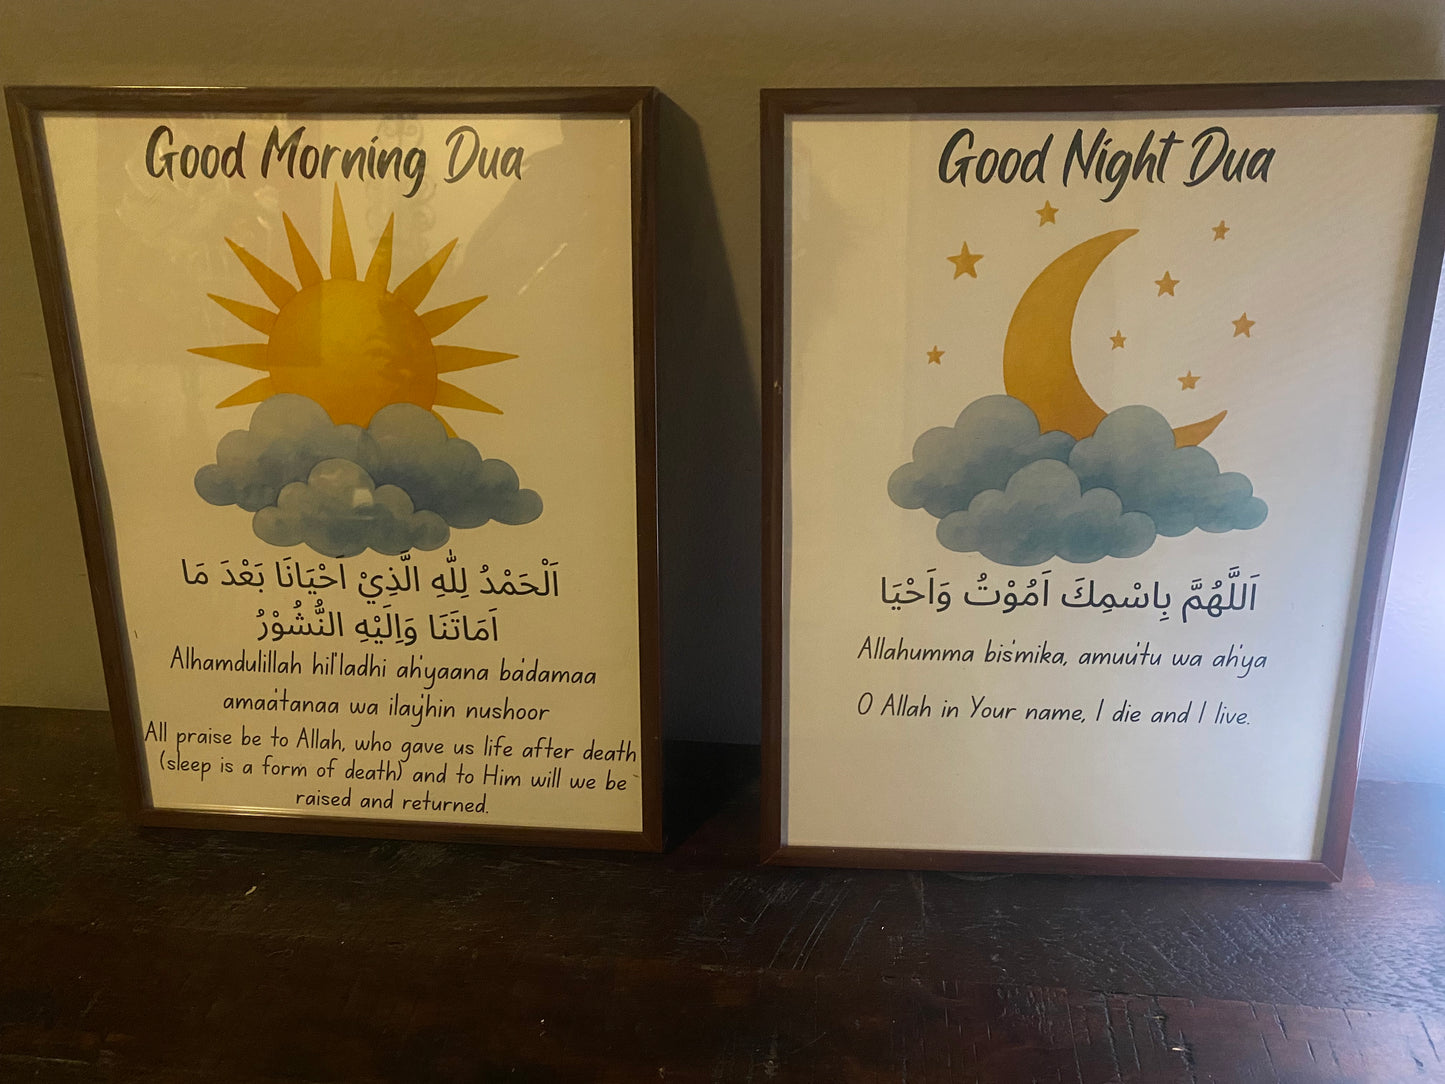 Good Morning Dua
اَلْحَمْدُ لِلّٰهِ الَّذِيْ اَحْيَانَا بَعْدَ مَا
اَمَاتَنَا وَاِلَيْهِ النُّشُوْرُ
Alhamdulillah hil'ladhi ah'yaana ba'damaa
amaa'tanaa wa ilay'hin nushoor
All praise be to Allah, who gave us life after death
(sleep is a form of death) and to Him will we be
raised and returned.
Good Night Dua
اَللَّهُمَّ بِاسْمِكَ اَمُوْتُ وَاَحْيَا
Allahumma bis'mika, amuu'tu wa ah'ya
O Allah in Your name, I die and I live.